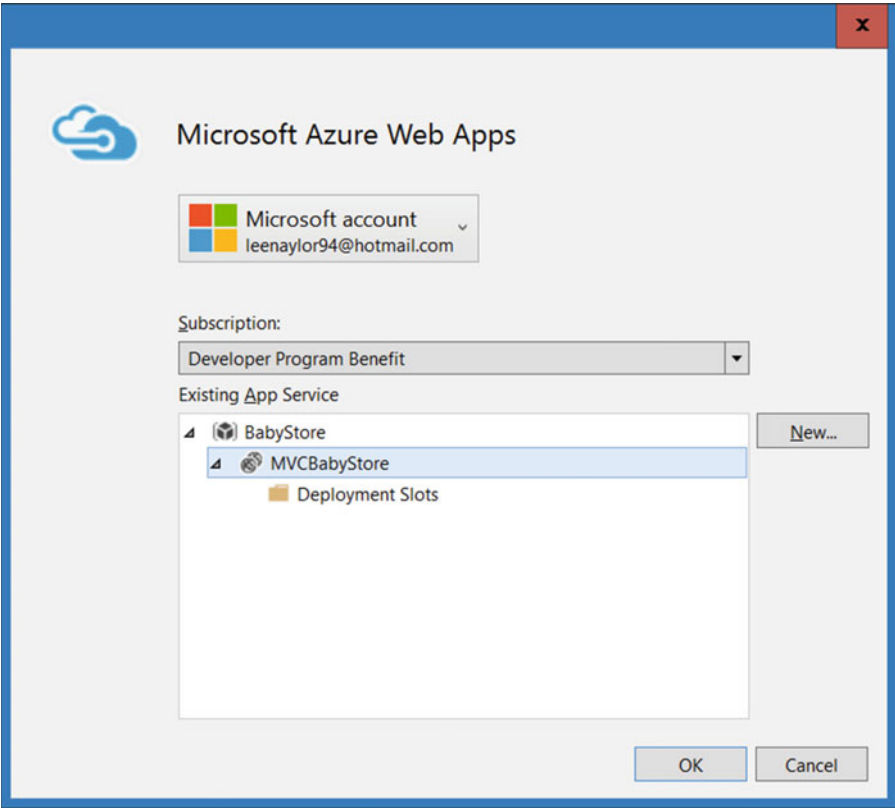 x
Microsoft Azure Web Apps
Microsoft account
leenaylor94@hotmail.com
Subscription:
Developer Program Benefit
Existing App Service
BabyStore
New...
MVCBabyStore
Deployment Slots
OK
Cancel